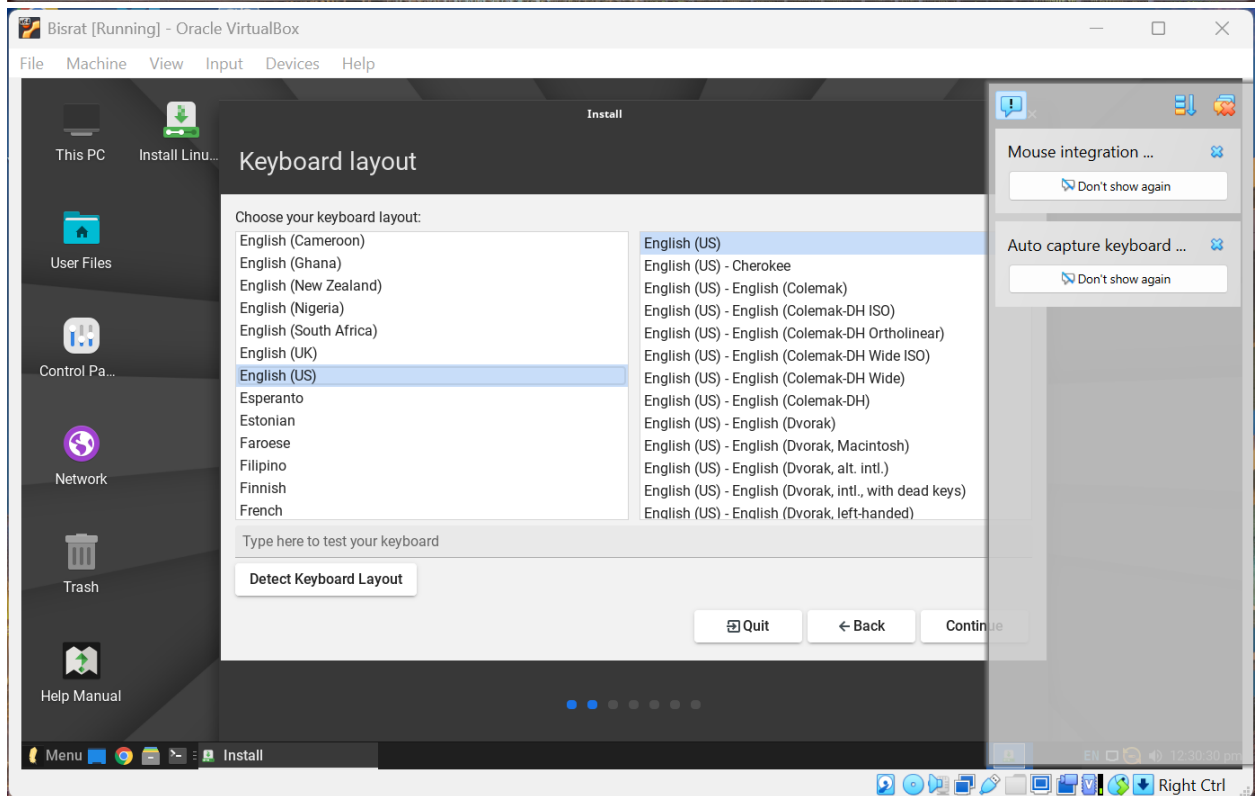 Bisrat [Running] - Oracle VirtualBox
File Machine View Input Devices Help
This PC
Install Linu...
User Files
Control Pa...
Network
Trash
Help Manual
Install
Keyboard layout
Choose your keyboard layout:
English (Cameroon)
English (Ghana)
English (New Zealand)
English (Nigeria)
English (South Africa)
English (UK)
English (US)
Esperanto
Estonian
Faroese
Filipino
Finnish
French
English (US)
English (US) - Cherokee
English (US) - English (Colemak)
English (US) - English (Colemak-DH ISO)
English (US) - English (Colemak-DH Ortholinear)
English (US) - English (Colemak-DH Wide ISO)
English (US) - English (Colemak-DH Wide)
English (US) - English (Colemak-DH)
English (US) - English (Dvorak)
English (US) - English (Dvorak, Macintosh)
English (US) - English (Dvorak, alt. intl.)
English (US) - English (Dvorak, intl., with dead keys)
English (US) - English (Dvorak, left-handed)
Type here to test your keyboard
Detect Keyboard Layout
Quit Back Continue
Mouse integration ...
Don't show again
Auto capture keyboard ...
Don't show again
Menu Install EN 12:30:30 pm
Right Ctrl